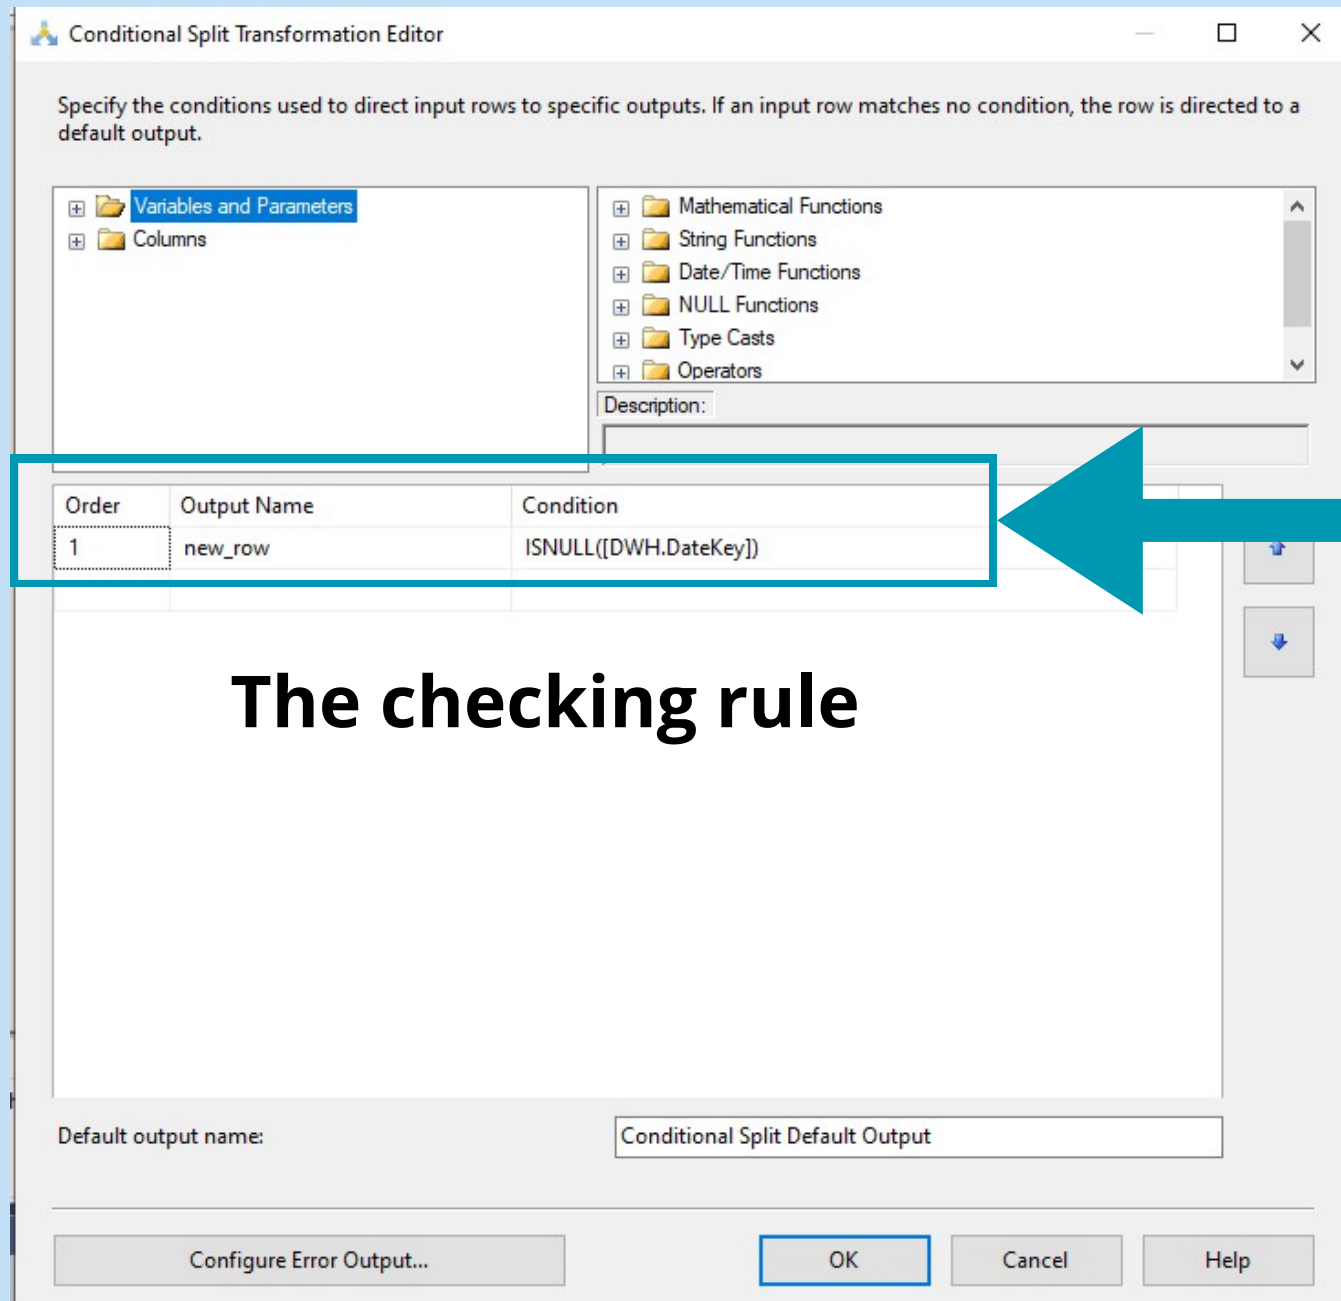 Conditional Split Transformation Editor
Specify the conditions used to direct input rows to specific outputs. If an input row matches no condition, the row is directed to a
default output.
Variables and Parameters
Columns
Mathematical Functions
String Functions
Date/Time Functions
NULL Functions
Type Casts
Operators
Description:
Order Output Name Condition
1 new_row ISNULL([DWH.DateKey])
The checking rule
Default output name: Conditional Split Default Output
Configure Error Output... OK Cancel Help